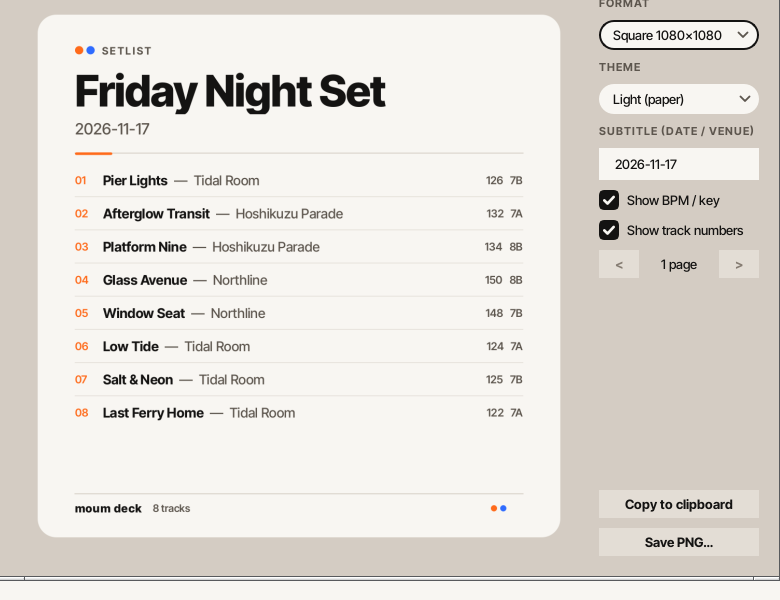 FORMAT
Square 1080×1080
THEME
Light (paper)
SUBTITLE (DATE / VENUE)
2026-11-17
Show BPM / key
Show track numbers
< 1 page >
Copy to clipboard
Save PNG...
SETLIST
Friday Night Set
2026-11-17
01 Pier Lights — Tidal Room 126 7B
02 Afterglow Transit — Hoshikuzu Parade 132 7A
03 Platform Nine — Hoshikuzu Parade 134 8B
04 Glass Avenue — Northline 150 8B
05 Window Seat — Northline 148 7B
06 Low Tide — Tidal Room 124 7A
07 Salt & Neon — Tidal Room 125 7B
08 Last Ferry Home — Tidal Room 122 7A
moum deck 8 tracks